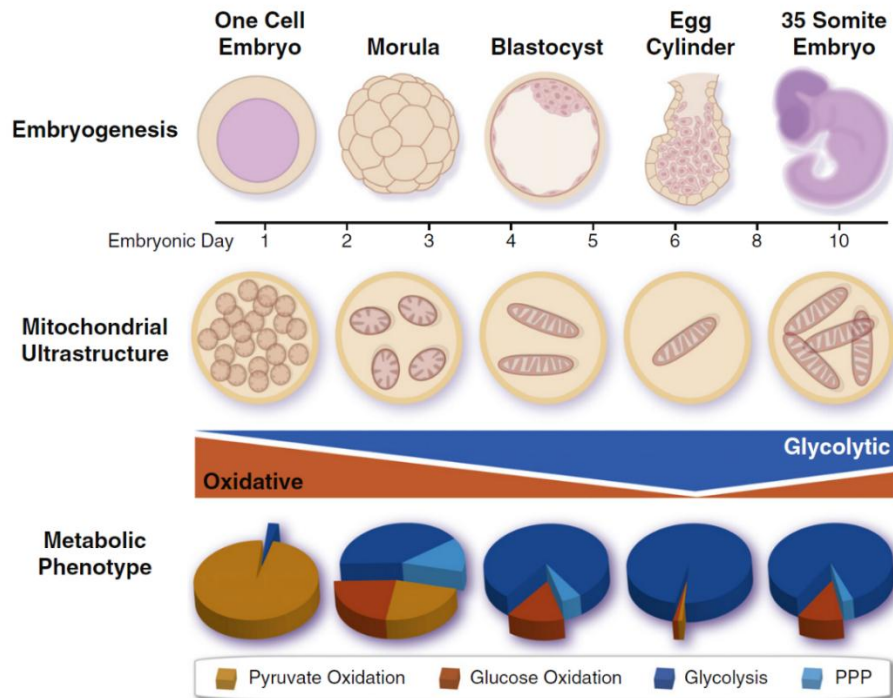 One Cell
Embryo
Morula
Blastocyst
Egg
Cylinder
35 Somite
Embryo
Embryogenesis
Embryonic Day 1 2 3 4 5 6 8 10
Mitochondrial
Ultrastructure
Glycolytic
Oxidative
Metabolic
Phenotype
Pyruvate Oxidation Glucose Oxidation Glycolysis PPP